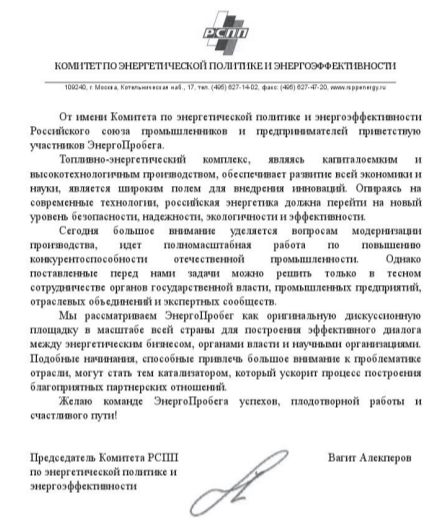 РСПП
КОМИТЕТ ПО ЭНЕРГЕТИЧЕСКОЙ ПОЛИТИКЕ И ЭНЕРГОЭФФЕКТИВНОСТИ
109240, г. Москва, Котельническая наб., 17, тел. (495) 627-14-02, факс: (495) 627-47-20, www.rsppenergy.ru
От имени Комитета по энергетической политике и энергоэффективности
Российского союза промышленников и предпринимателей приветствую
участников ЭнергоПробега.
Топливно-энергетический комплекс, являясь капиталоемким и
высокотехнологичным производством, обеспечивает развитие всей экономики и
науки, является широким полем для внедрения инноваций. Опираясь на
современные технологии, российская энергетика должна перейти на новый
уровень безопасности, надежности, экологичности и эффективности.
Сегодня большое внимание уделяется вопросам модернизации
производства, идет полномасштабная работа по повышению
конкурентоспособности отечественной промышленности. Однако
поставленные перед нами задачи можно решить только в тесном
сотрудничестве органов государственной власти, промышленных предприятий,
отраслевых объединений и экспертных сообществ.
Мы рассматриваем ЭнергоПробег как оригинальную дискуссионную
площадку в масштабе всей страны для построения эффективного диалога
между энергетическим бизнесом, органами власти и научными организациями.
Подобные начинания, способные привлечь большое внимание к проблематике
отрасли, могут стать тем катализатором, который ускорит процесс построения
благоприятных партнерских отношений.
Желаю команде ЭнергоПробега успехов, плодотворной работы и
счастливого пути!
Председатель Комитета РСПП Вагит Алекперов
по энергетической политике и
энергоэффективности